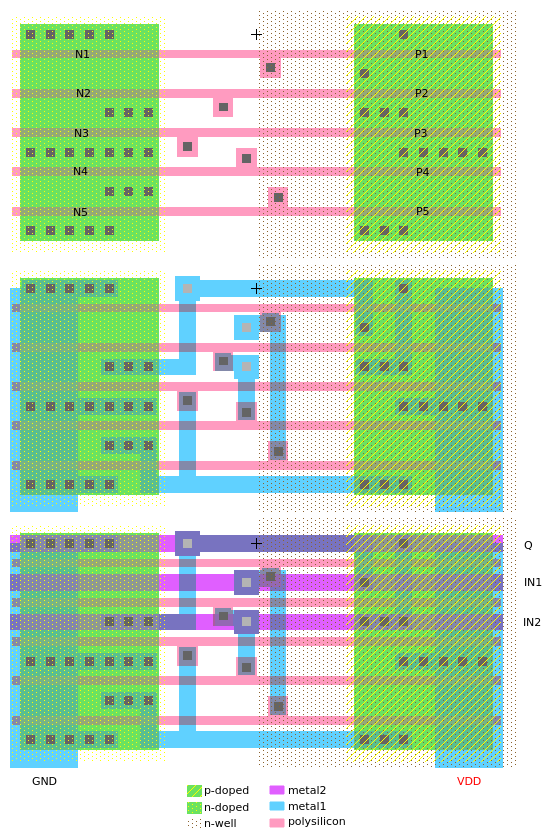 N1 P1
N2 P2
N3 P3
N4 P4
N5 P5
Q
IN1
IN2
GND VDD
p-doped metal2
n-doped metal1
n-well polysilicon